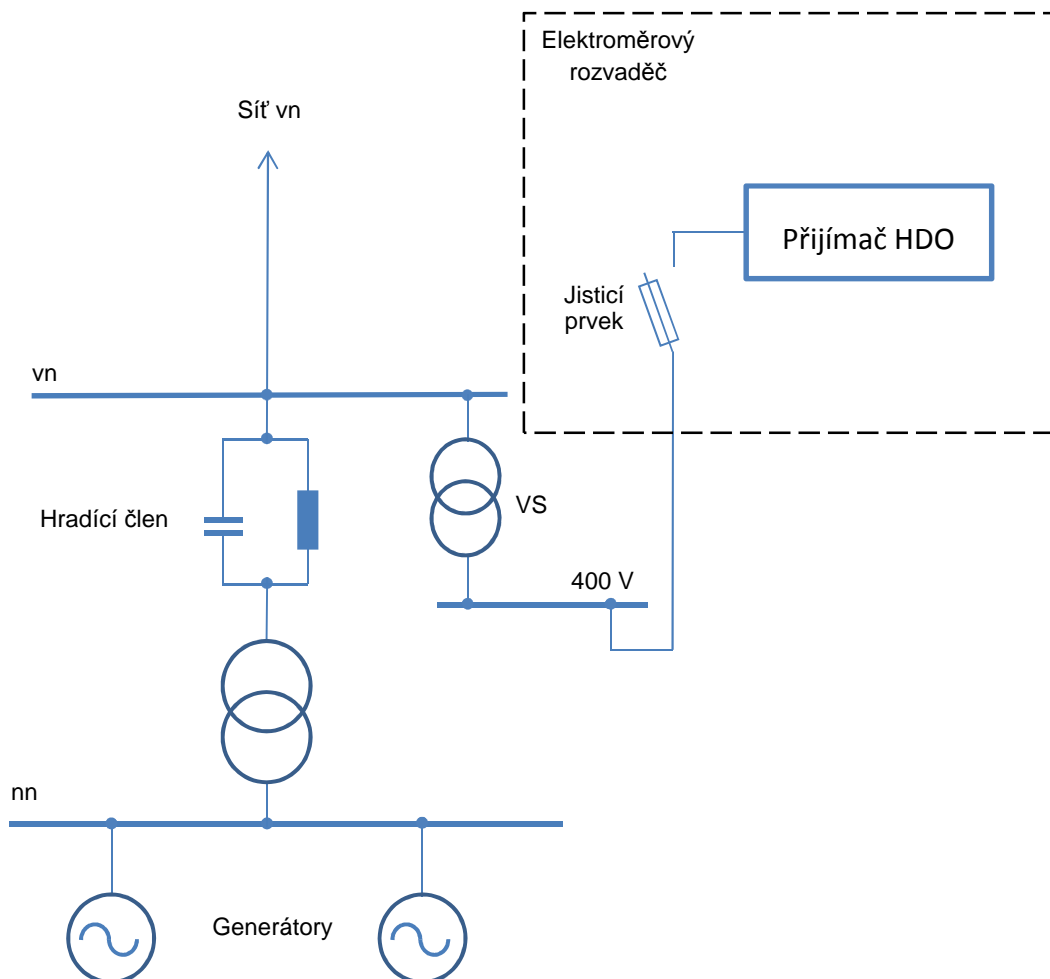 Elektroměrový
rozvaděč
Síť vn
Přijímač HDO
Jisticí
prvek
vn
Hradící člen
VS
400 V
nn
Generátory